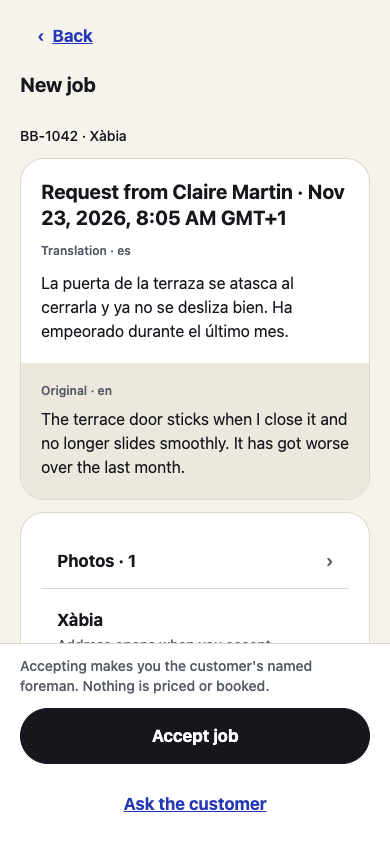 ‹ Back
New job
BB-1042 · Xàbia
Request from Claire Martin · Nov
23, 2026, 8:05 AM GMT+1
Translation · es
La puerta de la terraza se atasca al
cerrarla y ya no se desliza bien. Ha
empeorado durante el último mes.
Original · en
The terrace door sticks when I close it and
no longer slides smoothly. It has got worse
over the last month.
Photos · 1 ›
Xàbia
Accepting makes you the customer's named
foreman. Nothing is priced or booked.
Accept job
Ask the customer